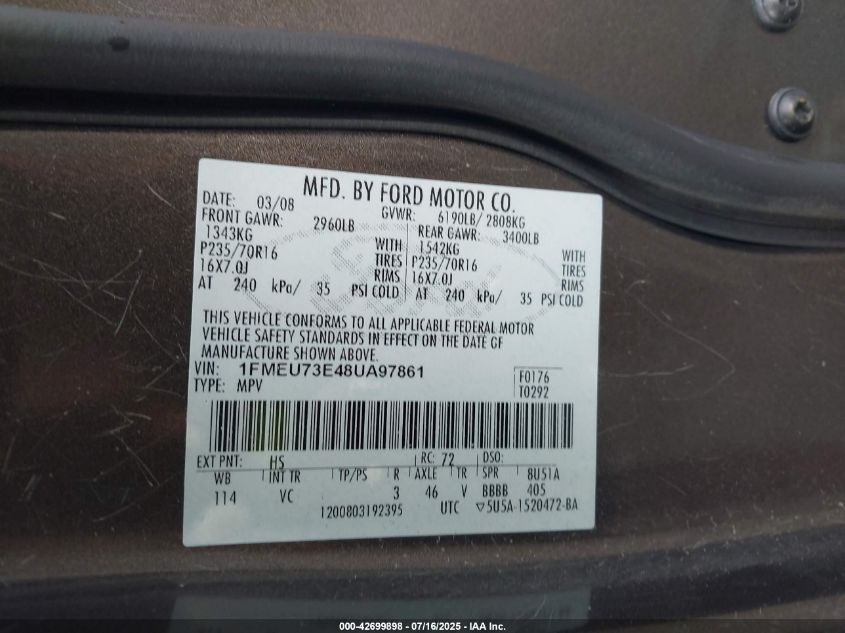 MFD. BY FORD MOTOR CO.
DATE: 03/08 GVWR: 6190LB/ 2808KG
FRONT GAWR: 2960LB REAR GAWR: 3400LB
1343KG WITH 1542KG WITH
P235/70R16 TIRES P235/70R16 TIRES
16X7.0J RIMS 16X7.0J RIMS
AT 240 kPa/ 35 PSI COLD AT 240 kPa/ 35 PSI COLD
THIS VEHICLE CONFORMS TO ALL APPLICABLE FEDERAL MOTOR
VEHICLE SAFETY STANDARDS IN EFFECT ON THE DATE OF
MANUFACTURE SHOWN ABOVE.
VIN: 1FMEU73E48UA97861 F0176
TYPE: MPV T0292
EXT PNT: HS RC: 72 DSO:
WB INT TR TP/PS R AXLE TR SPR 8U51A
114 VC 3 46 V BBBB 405
1200803192395 UTC ▽5U5A-1520472-BA
000-42699898 - 07/16/2025 - IAA Inc.